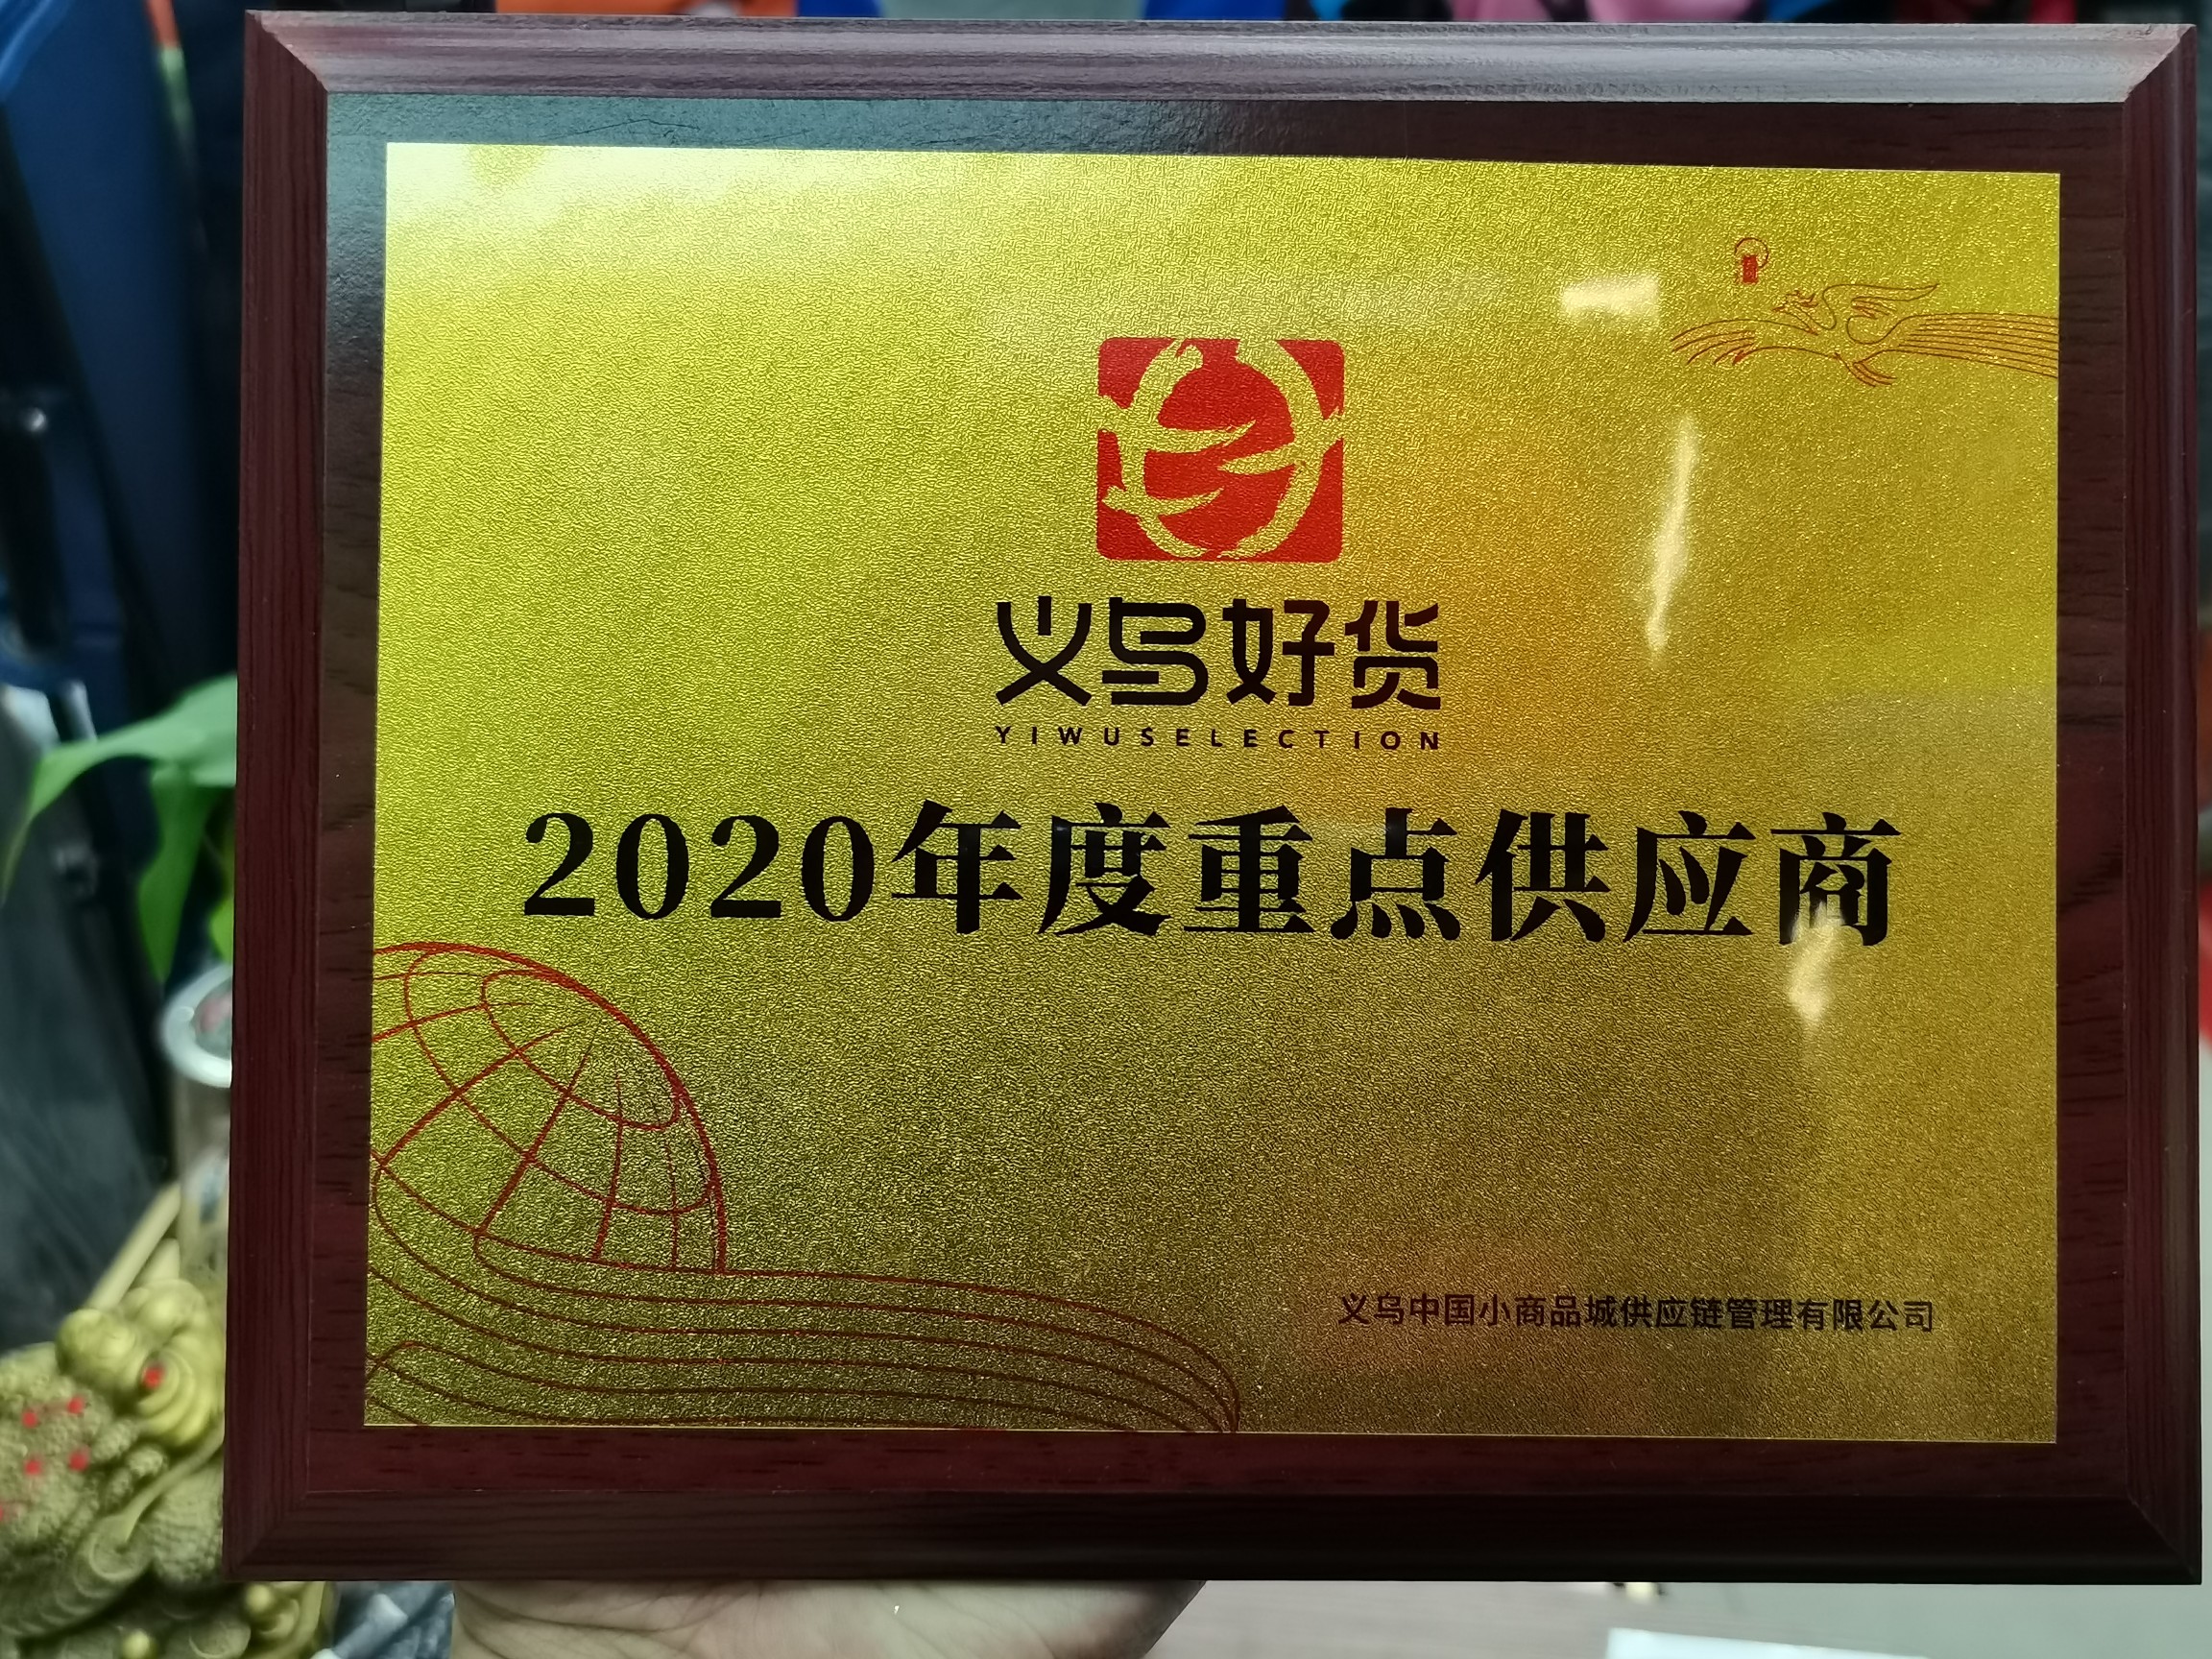 义乌好货
YIWUSELECTION
2020年度重点供应商
义乌中国小商品城供应链管理有限公司